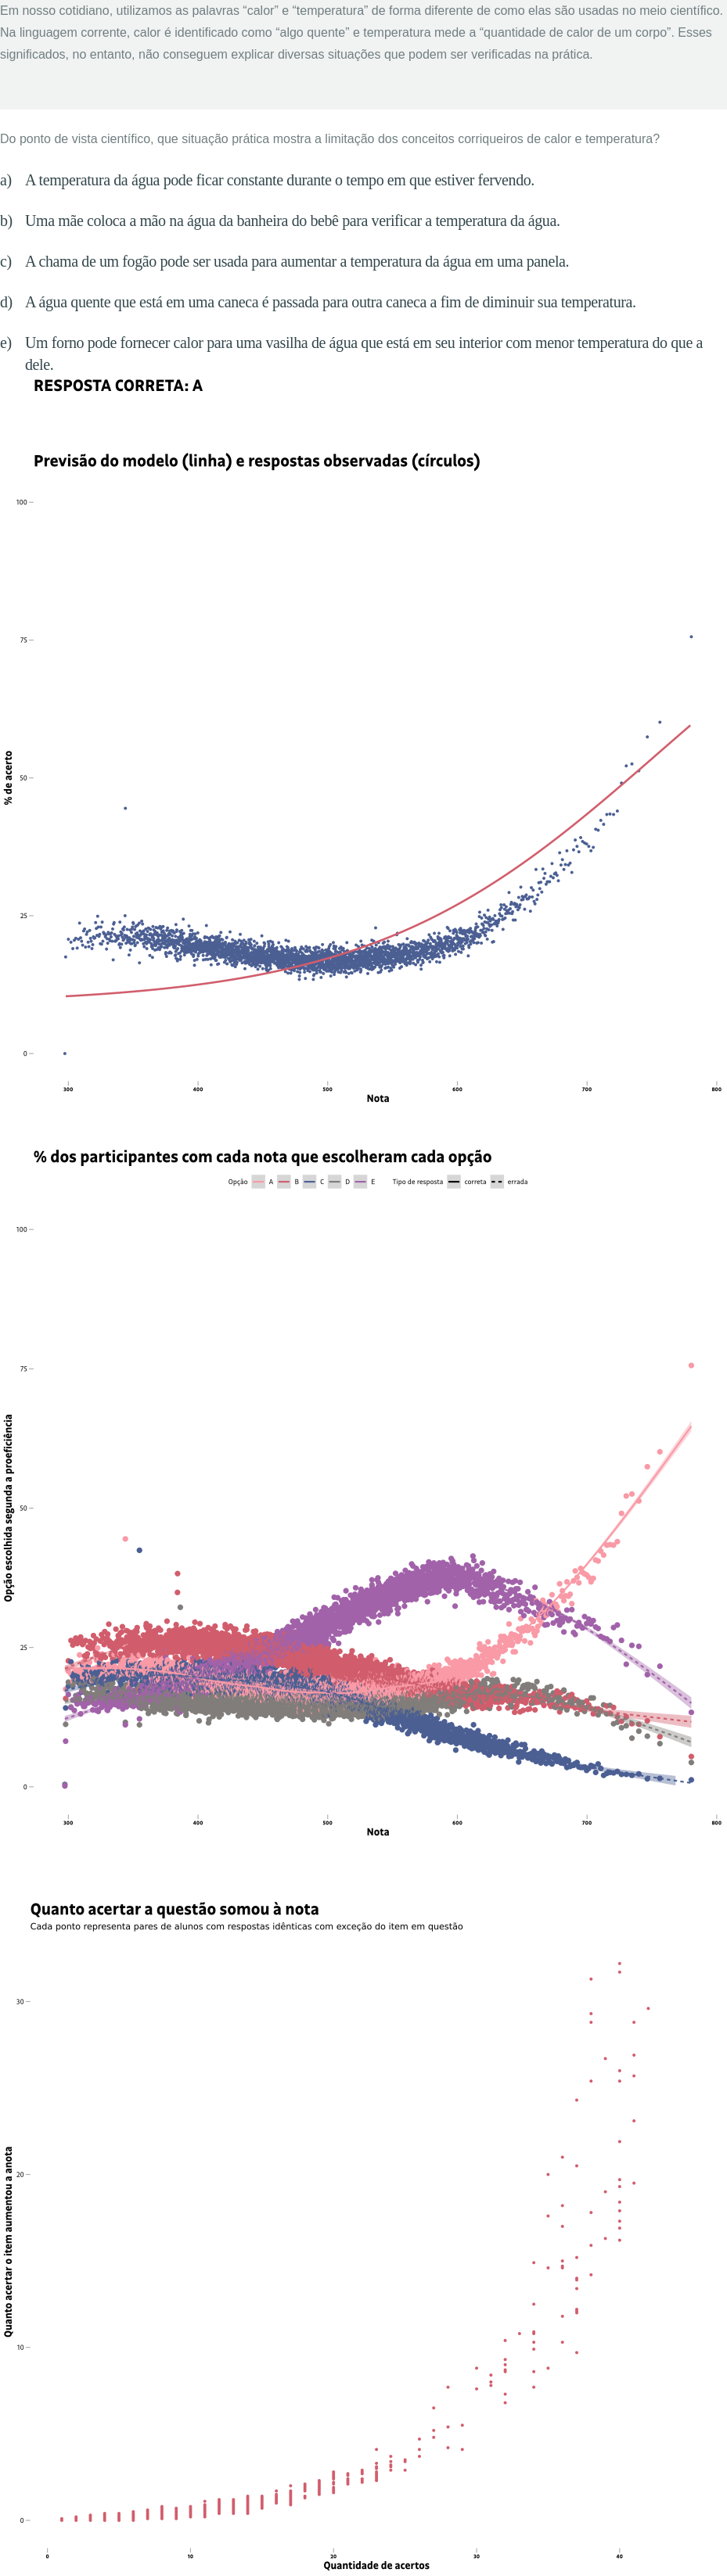 Em nosso cotidiano, utilizamos as palavras “calor” e “temperatura” de forma diferente de como elas são usadas no meio científico.
Na linguagem corrente, calor é identificado como “algo quente” e temperatura mede a “quantidade de calor de um corpo”. Esses
significados, no entanto, não conseguem explicar diversas situações que podem ser verificadas na prática.
Do ponto de vista científico, que situação prática mostra a limitação dos conceitos corriqueiros de calor e temperatura?
a) A temperatura da água pode ficar constante durante o tempo em que estiver fervendo.
b) Uma mãe coloca a mão na água da banheira do bebê para verificar a temperatura da água.
c) A chama de um fogão pode ser usada para aumentar a temperatura da água em uma panela.
d) A água quente que está em uma caneca é passada para outra caneca a fim de diminuir sua temperatura.
e) Um forno pode fornecer calor para uma vasilha de água que está em seu interior com menor temperatura do que a
dele.
RESPOSTA CORRETA: A
Previsão do modelo (linha) e respostas observadas (círculos)
100
75
50
25
0
% de acerto
300 400 500 600 700 800
Nota
% dos participantes com cada nota que escolheram cada opção
Opção A B C D E Tipo de resposta correta errada
100
75
50
25
0
Opção escolhida segunda a proeficiência
300 400 500 600 700 800
Nota
Quanto acertar a questão somou à nota
Cada ponto representa pares de alunos com respostas idênticas com exceção do item em questão
30
20
10
0
Quanto acertar o item aumentou a anota
0 10 20 30 40
Quantidade de acertos